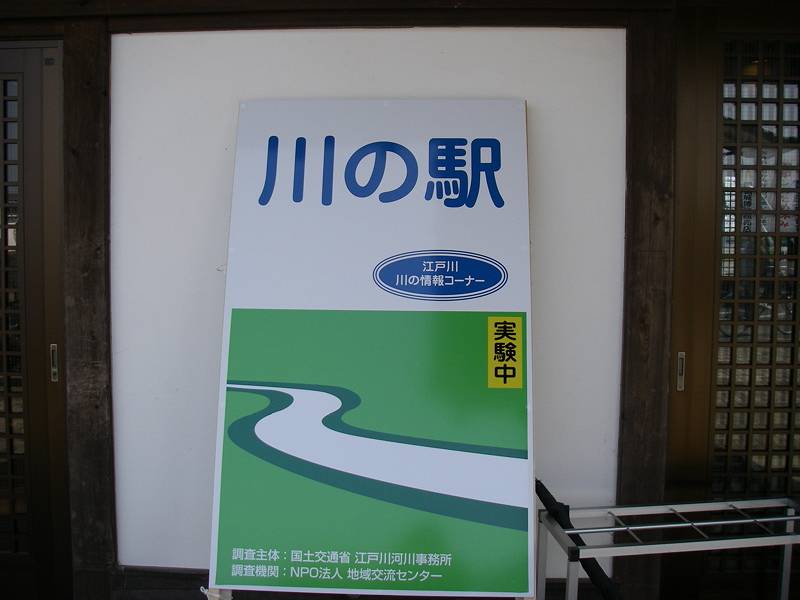 川の駅
江戸川
川の情報コーナー
実験中
調査主体：国土交通省 江戸川河川事務所
調査機関：NPO法人 地域交流センター